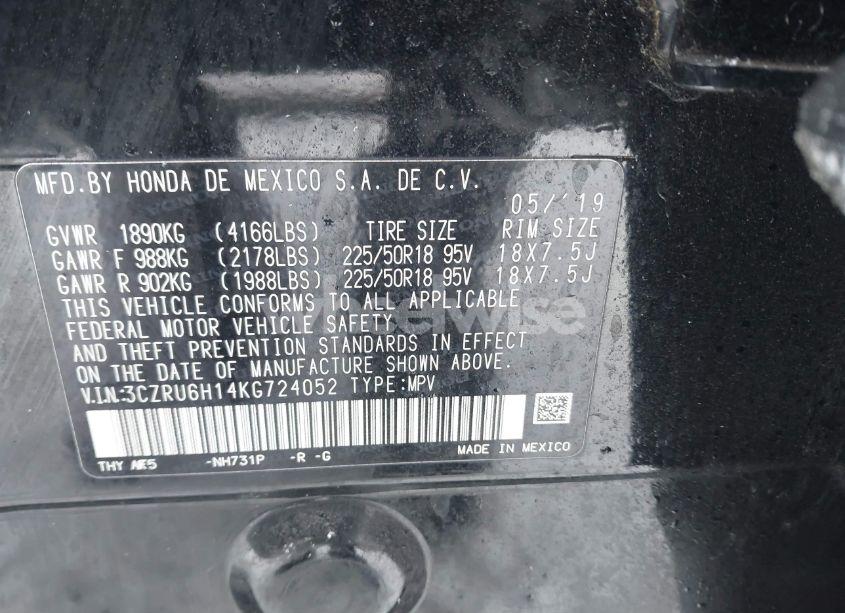 MFD.BY HONDA DE MEXICO S.A. DE C.V.
05/'19
GVWR 1890KG (4166LBS) TIRE SIZE RIM SIZE
GAWR F 988KG (2178LBS) 225/50R18 95V 18X7.5J
GAWR R 902KG (1988LBS) 225/50R18 95V 18X7.5J
THIS VEHICLE CONFORMS TO ALL APPLICABLE
FEDERAL MOTOR VEHICLE SAFETY
AND THEFT PREVENTION STANDARDS IN EFFECT
ON THE DATE OF MANUFACTURE SHOWN ABOVE.
V.I.N:3CZRU6H14KG724052 TYPE:MPV
THY -NH731P -R -G
MADE IN MEXICO